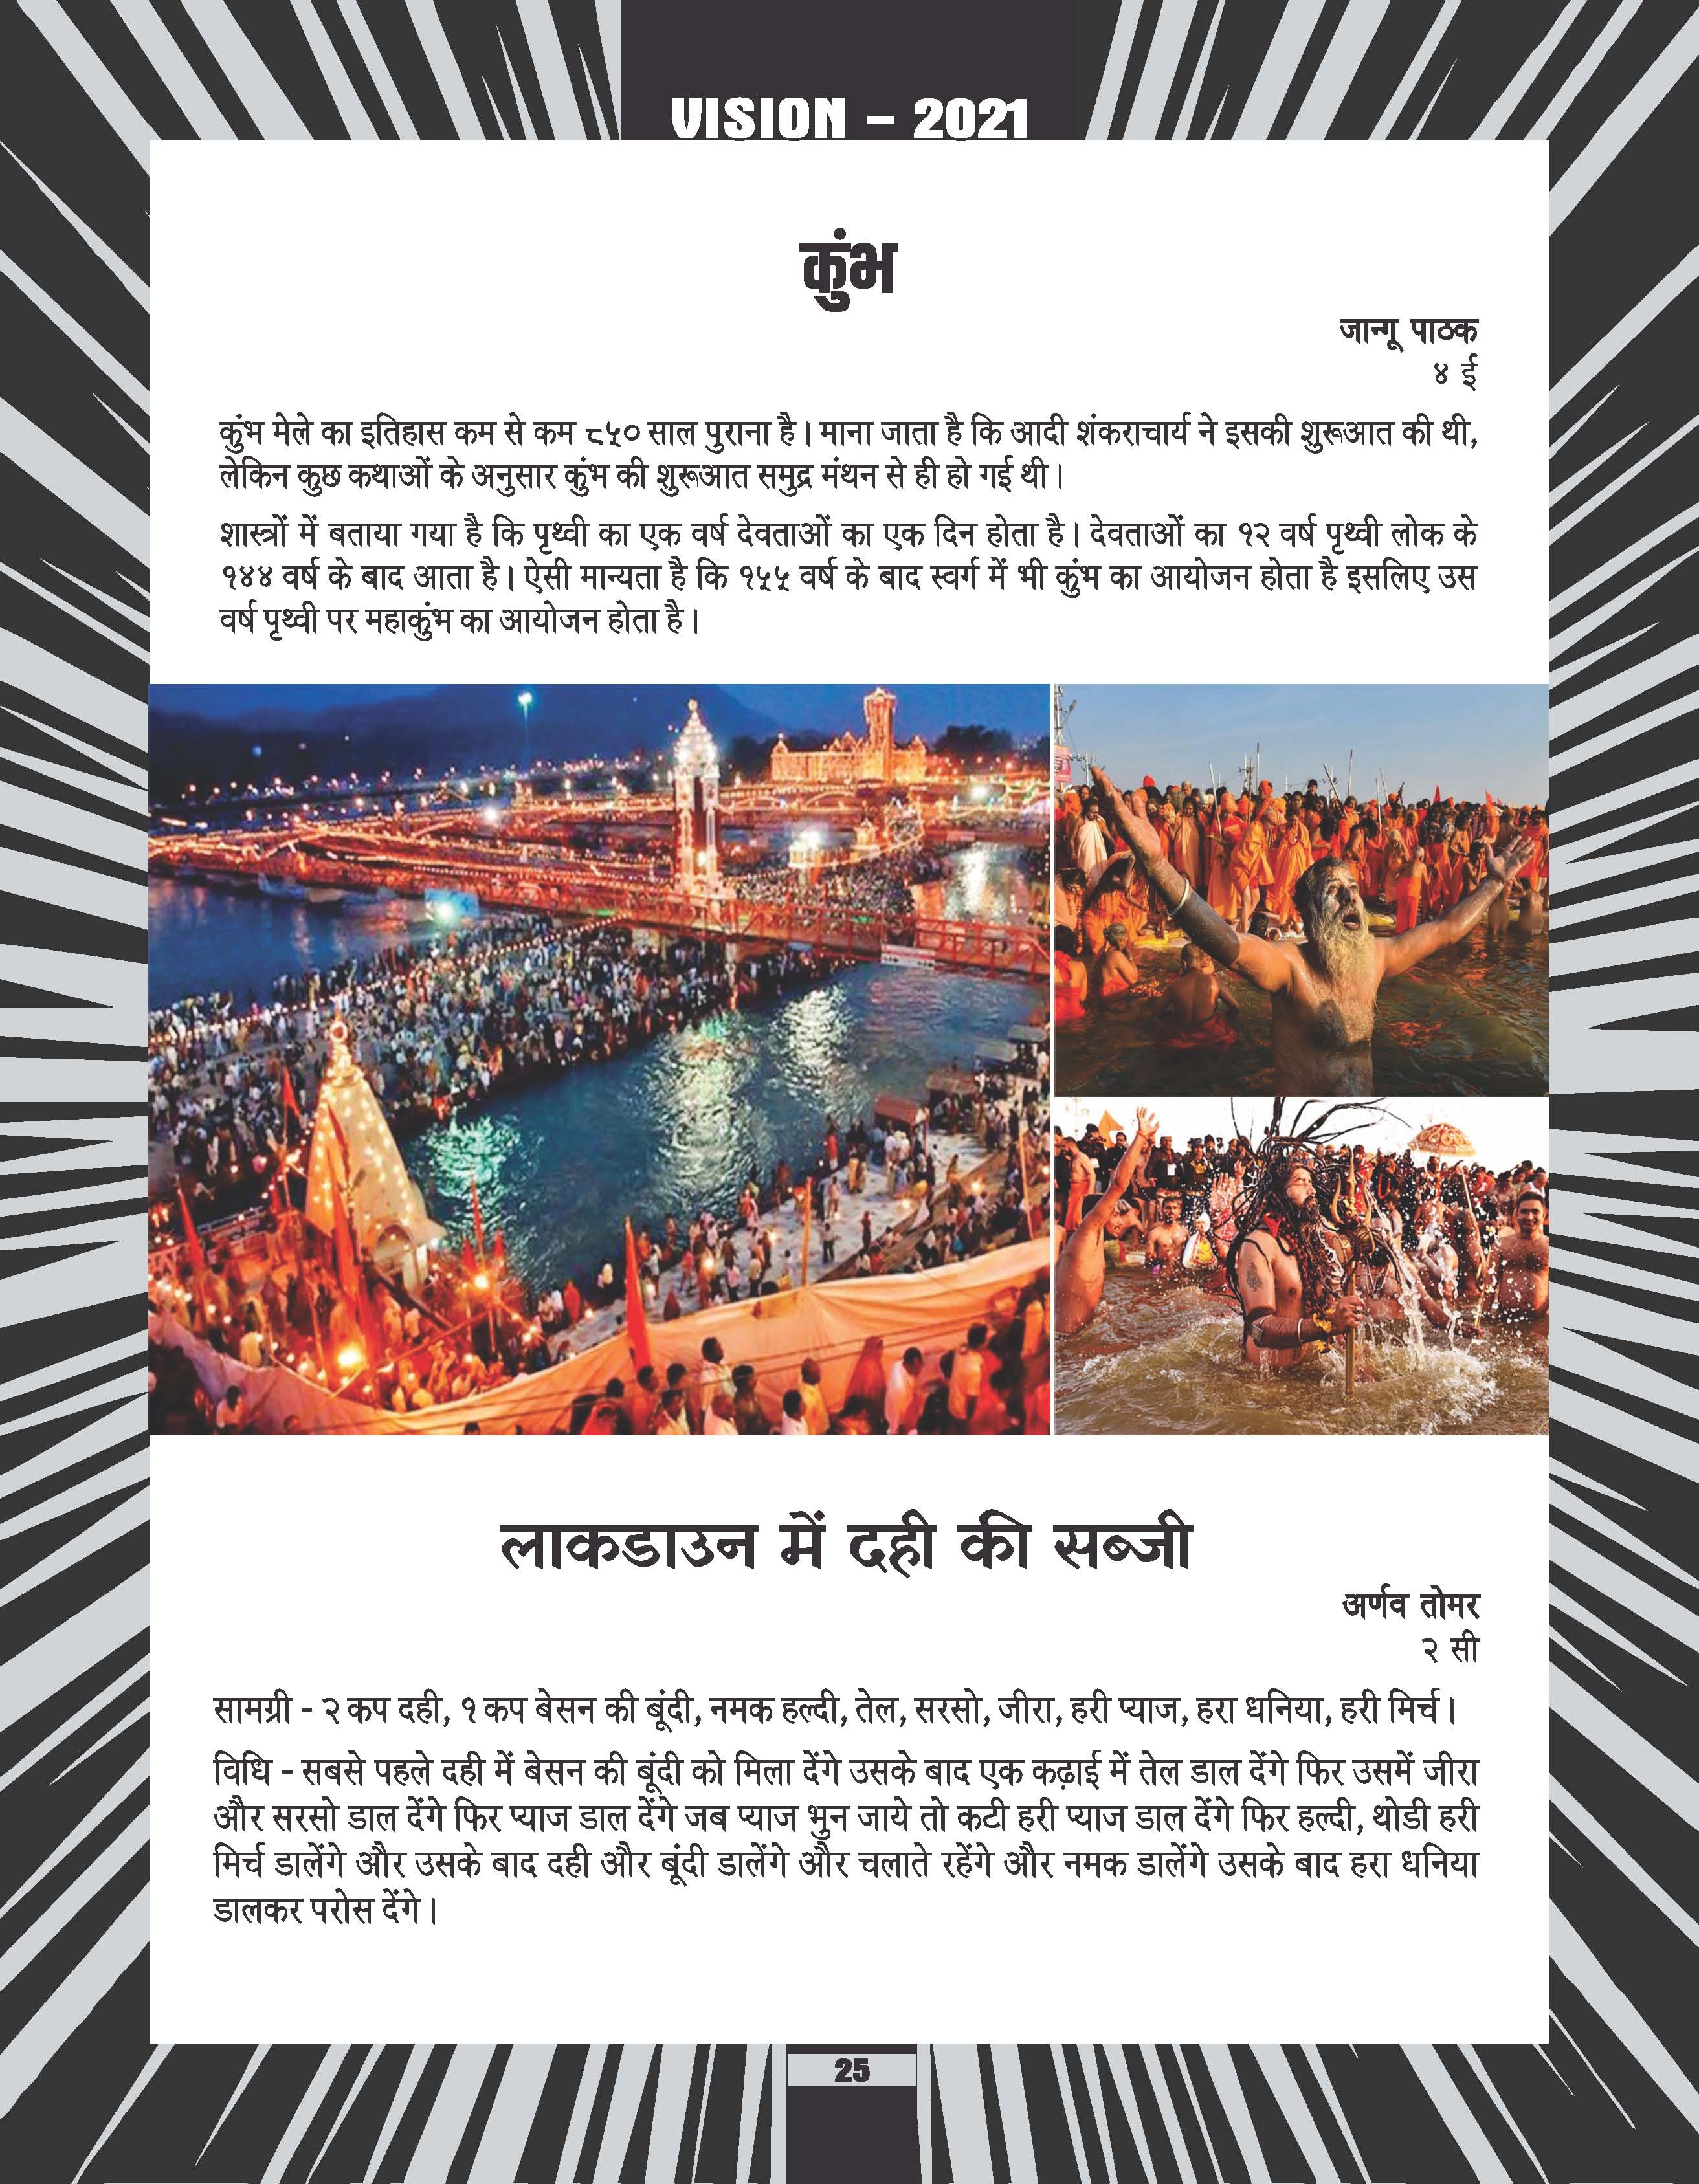 VISION – 2021
कुंभ
जान्गू पाठक
४ ई
कुंभ मेले का इतिहास कम से कम ८५० साल पुराना है। माना जाता है कि आदी शंकराचार्य ने इसकी शुरूआत की थी,
लेकिन कुछ कथाओं के अनुसार कुंभ की शुरूआत समुद्र मंथन से ही हो गई थी।
शास्त्रों में बताया गया है कि पृथ्वी का एक वर्ष देवताओं का एक दिन होता है। देवताओं का १२ वर्ष पृथ्वी लोक के
१४४ वर्ष के बाद आता है। ऐसी मान्यता है कि १५५ वर्ष के बाद स्वर्ग में भी कुंभ का आयोजन होता है इसलिए उस
वर्ष पृथ्वी पर महाकुंभ का आयोजन होता है।
लाकडाउन में दही की सब्जी
अर्णव तोमर
२ सी
सामग्री - २ कप दही, १ कप बेसन की बूंदी, नमक हल्दी, तेल, सरसो, जीरा, हरी प्याज, हरा धनिया, हरी मिर्च।
विधि - सबसे पहले दही में बेसन की बूंदी को मिला देंगे उसके बाद एक कढ़ाई में तेल डाल देंगे फिर उसमें जीरा
और सरसो डाल देंगे फिर प्याज डाल देंगे जब प्याज भुन जाये तो कटी हरी प्याज डाल देंगे फिर हल्दी, थोडी हरी
मिर्च डालेंगे और उसके बाद दही और बूंदी डालेंगे और चलाते रहेंगे और नमक डालेंगे उसके बाद हरा धनिया
डालकर परोस देंगे।
25